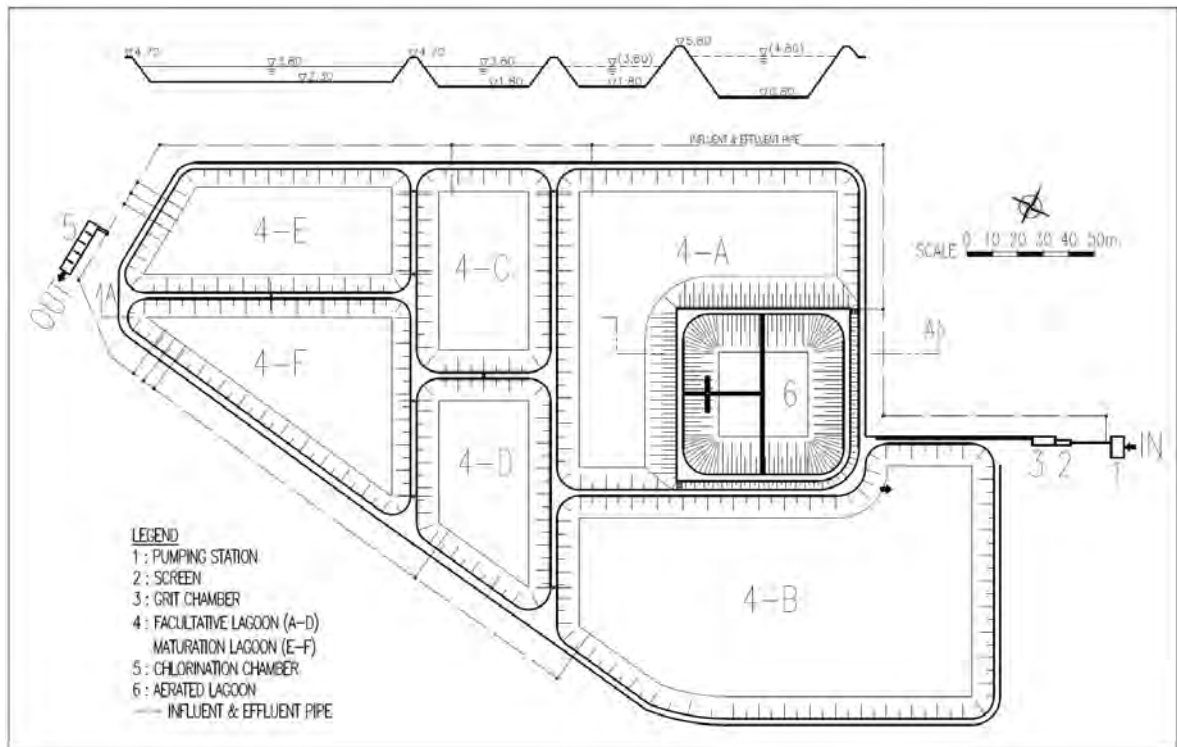 ▽4.70
▽3.80
▽2.30
▽4.70
▽3.80
▽1.80
▽(3.80)
▽1.80
▽5.80
▽(4.80)
▽0.80
INFLUENT & EFFLUENT PIPE
4-E
4-C
4-A
SCALE 0 10 20 30 40 50m.
5
OUT
A
4-F
A
6
4-D
IN
3 2
1
4-B
LEGEND
1 : PUMPING STATION
2 : SCREEN
3 : GRIT CHAMBER
4 : FACULTATIVE LAGOON (A-D)
MATURATION LAGOON (E-F)
5 : CHLORINATION CHAMBER
6 : AERATED LAGOON
--- INFLUENT & EFFLUENT PIPE